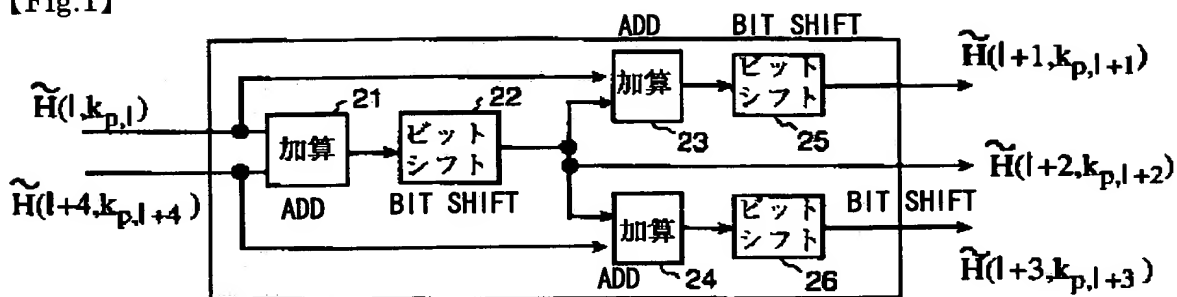 【Fig.1】
ADD BIT SHIFT
H̃(l,kp,l)
21
加算
ADD
22
ビット
シフト
BIT SHIFT
加算
23
ビット
シフト
25
H̃(l+1,kp,l+1)
H̃(l+2,kp,l+2)
H̃(l+4,kp,l+4)
加算
ADD 24
ビット
シフト
26
BIT SHIFT
H̃(l+3,kp,l+3)